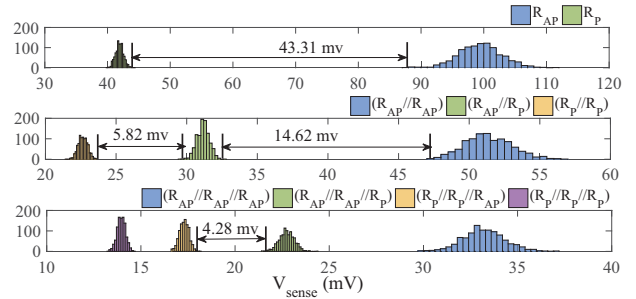 R_AP R_P
200
100
0
43.31 mv
30 40 50 60 70 80 90 100 110 120
(R_AP//R_AP) (R_AP//R_P) (R_P//R_P)
200
100
0
5.82 mv 14.62 mv
20 25 30 35 40 45 50 55 60
(R_AP//R_AP//R_AP) (R_AP//R_AP//R_P) (R_P//R_P//R_AP) (R_P//R_P//R_P)
200
100
0
4.28 mv
10 15 20 25 30 35 40
V_sense (mV)